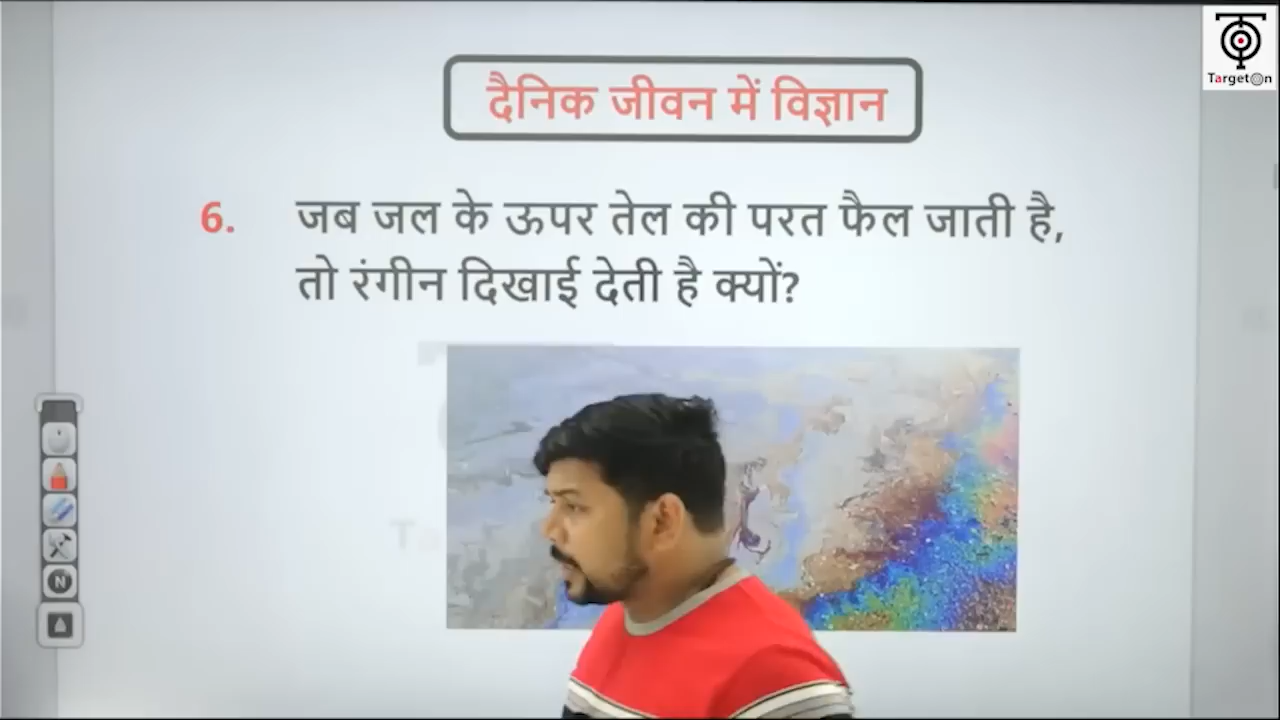 TargetOn
दैनिक जीवन में विज्ञान
6. जब जल के ऊपर तेल की परत फैल जाती है,
तो रंगीन दिखाई देती है क्यों?
N